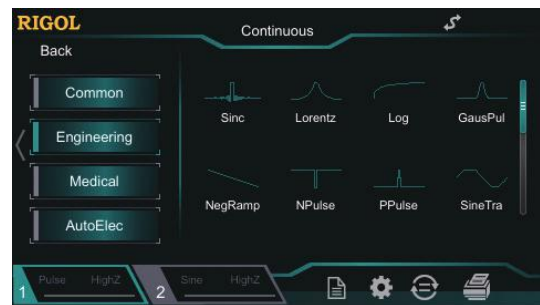 RIGOL
Continuous
Back
Common
Engineering
Medical
AutoElec
Sinc Lorentz Log GausPul
NegRamp NPulse PPulse SineTra
1 Pulse HighZ 2 Sine HighZ